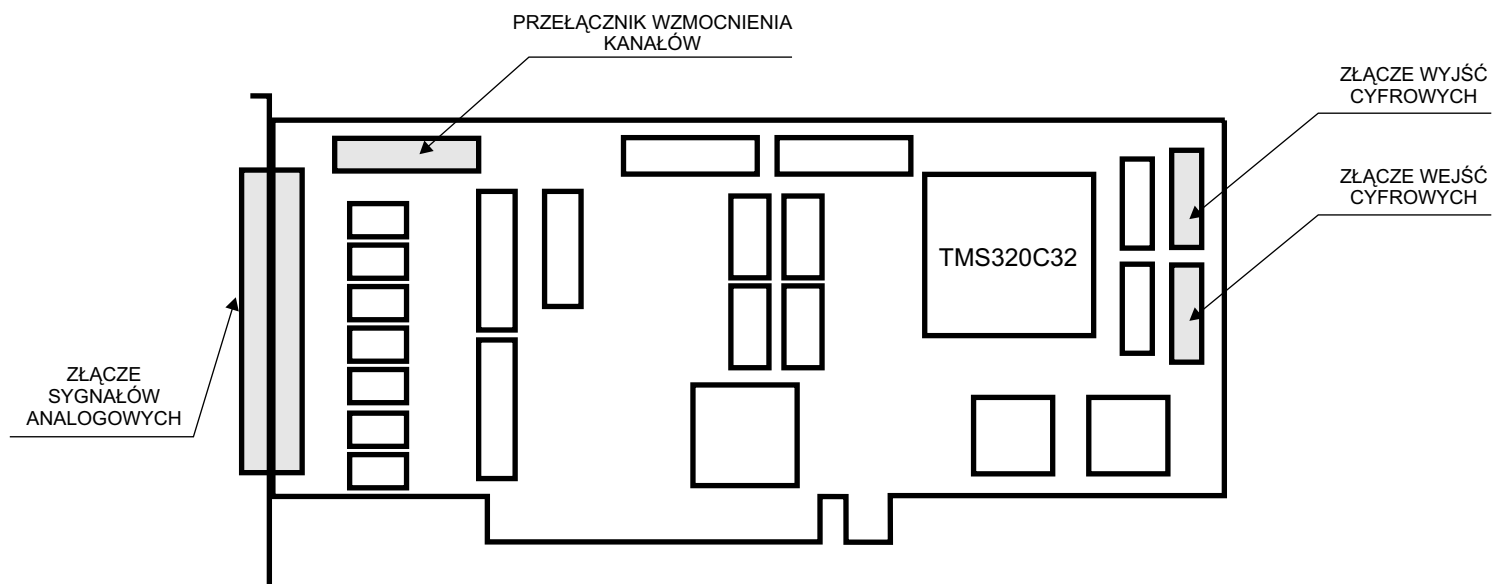 PRZEŁĄCZNIK WZMOCNIENIA
KANAŁÓW
ZŁĄCZE WYJŚĆ
CYFROWYCH
ZŁĄCZE WEJŚĆ
CYFROWYCH
TMS320C32
ZŁĄCZE
SYGNAŁÓW
ANALOGOWYCH